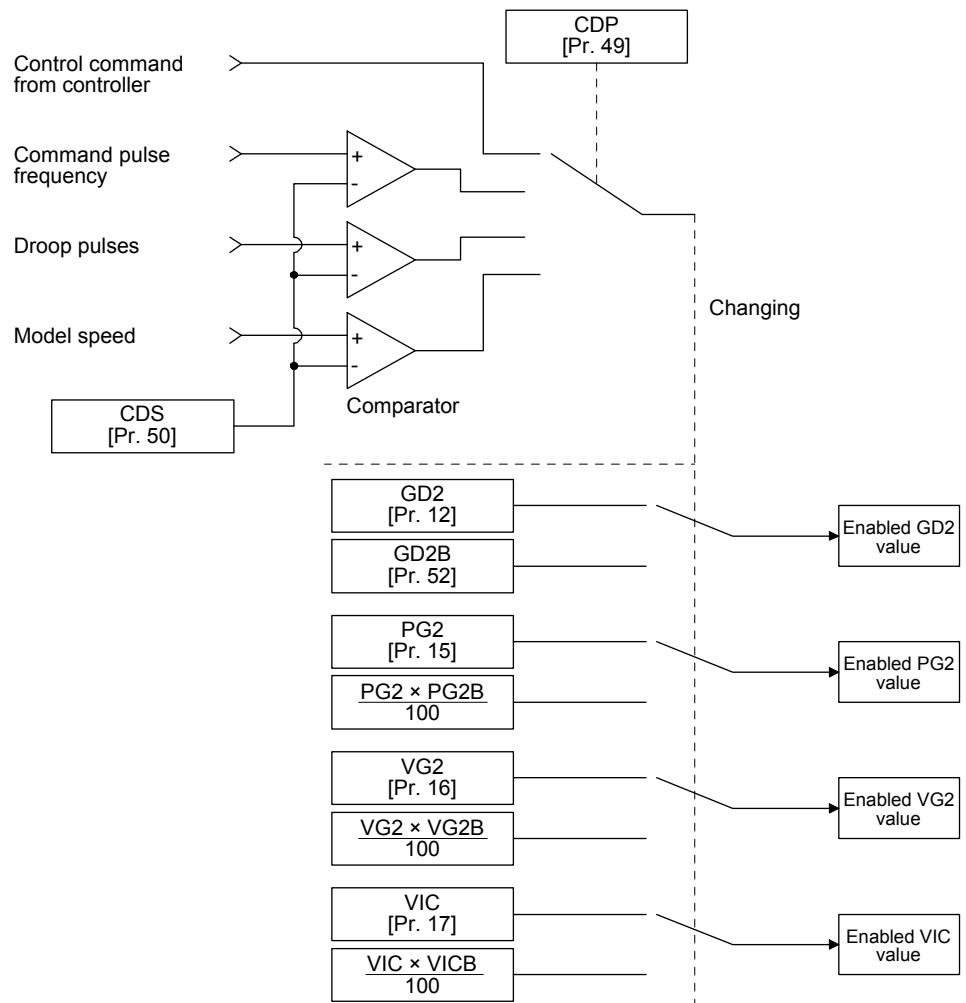 CDP
[Pr. 49]
Control command
from controller
Command pulse
frequency
+
-
Droop pulses
+
-
Changing
Model speed
+
-
Comparator
CDS
[Pr. 50]
GD2
[Pr. 12]
Enabled GD2
value
GD2B
[Pr. 52]
PG2
[Pr. 15]
Enabled PG2
value
PG2 × PG2B
100
VG2
[Pr. 16]
Enabled VG2
value
VG2 × VG2B
100
VIC
[Pr. 17]
Enabled VIC
value
VIC × VICB
100